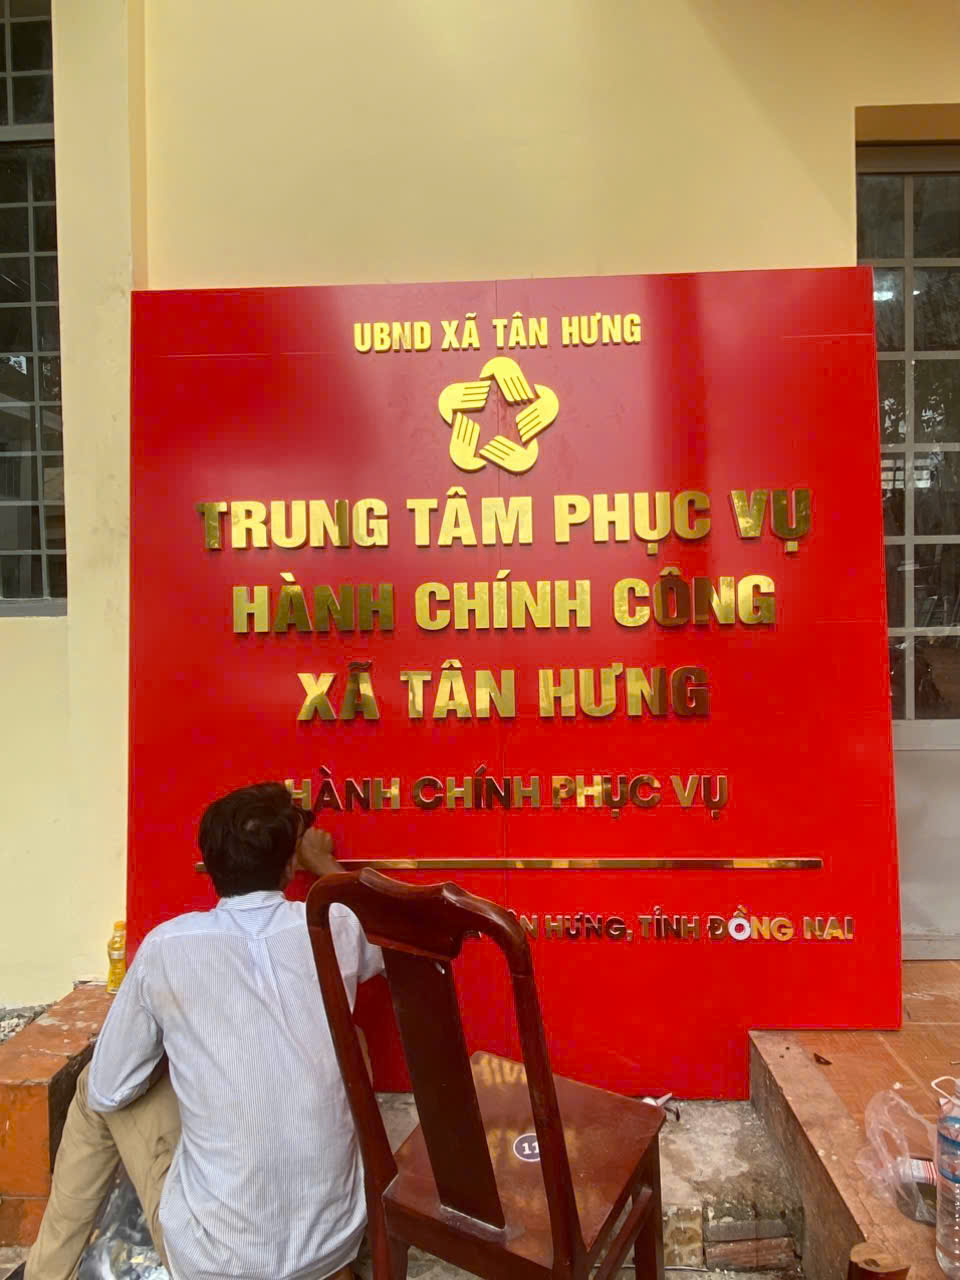 UBND XÃ TÂN HƯNG
TRUNG TÂM PHỤC VỤ
HÀNH CHÍNH CÔNG
XÃ TÂN HƯNG
HÀNH CHÍNH PHỤC VỤ
HƯNG, TỈNH ĐỒNG NAI
11